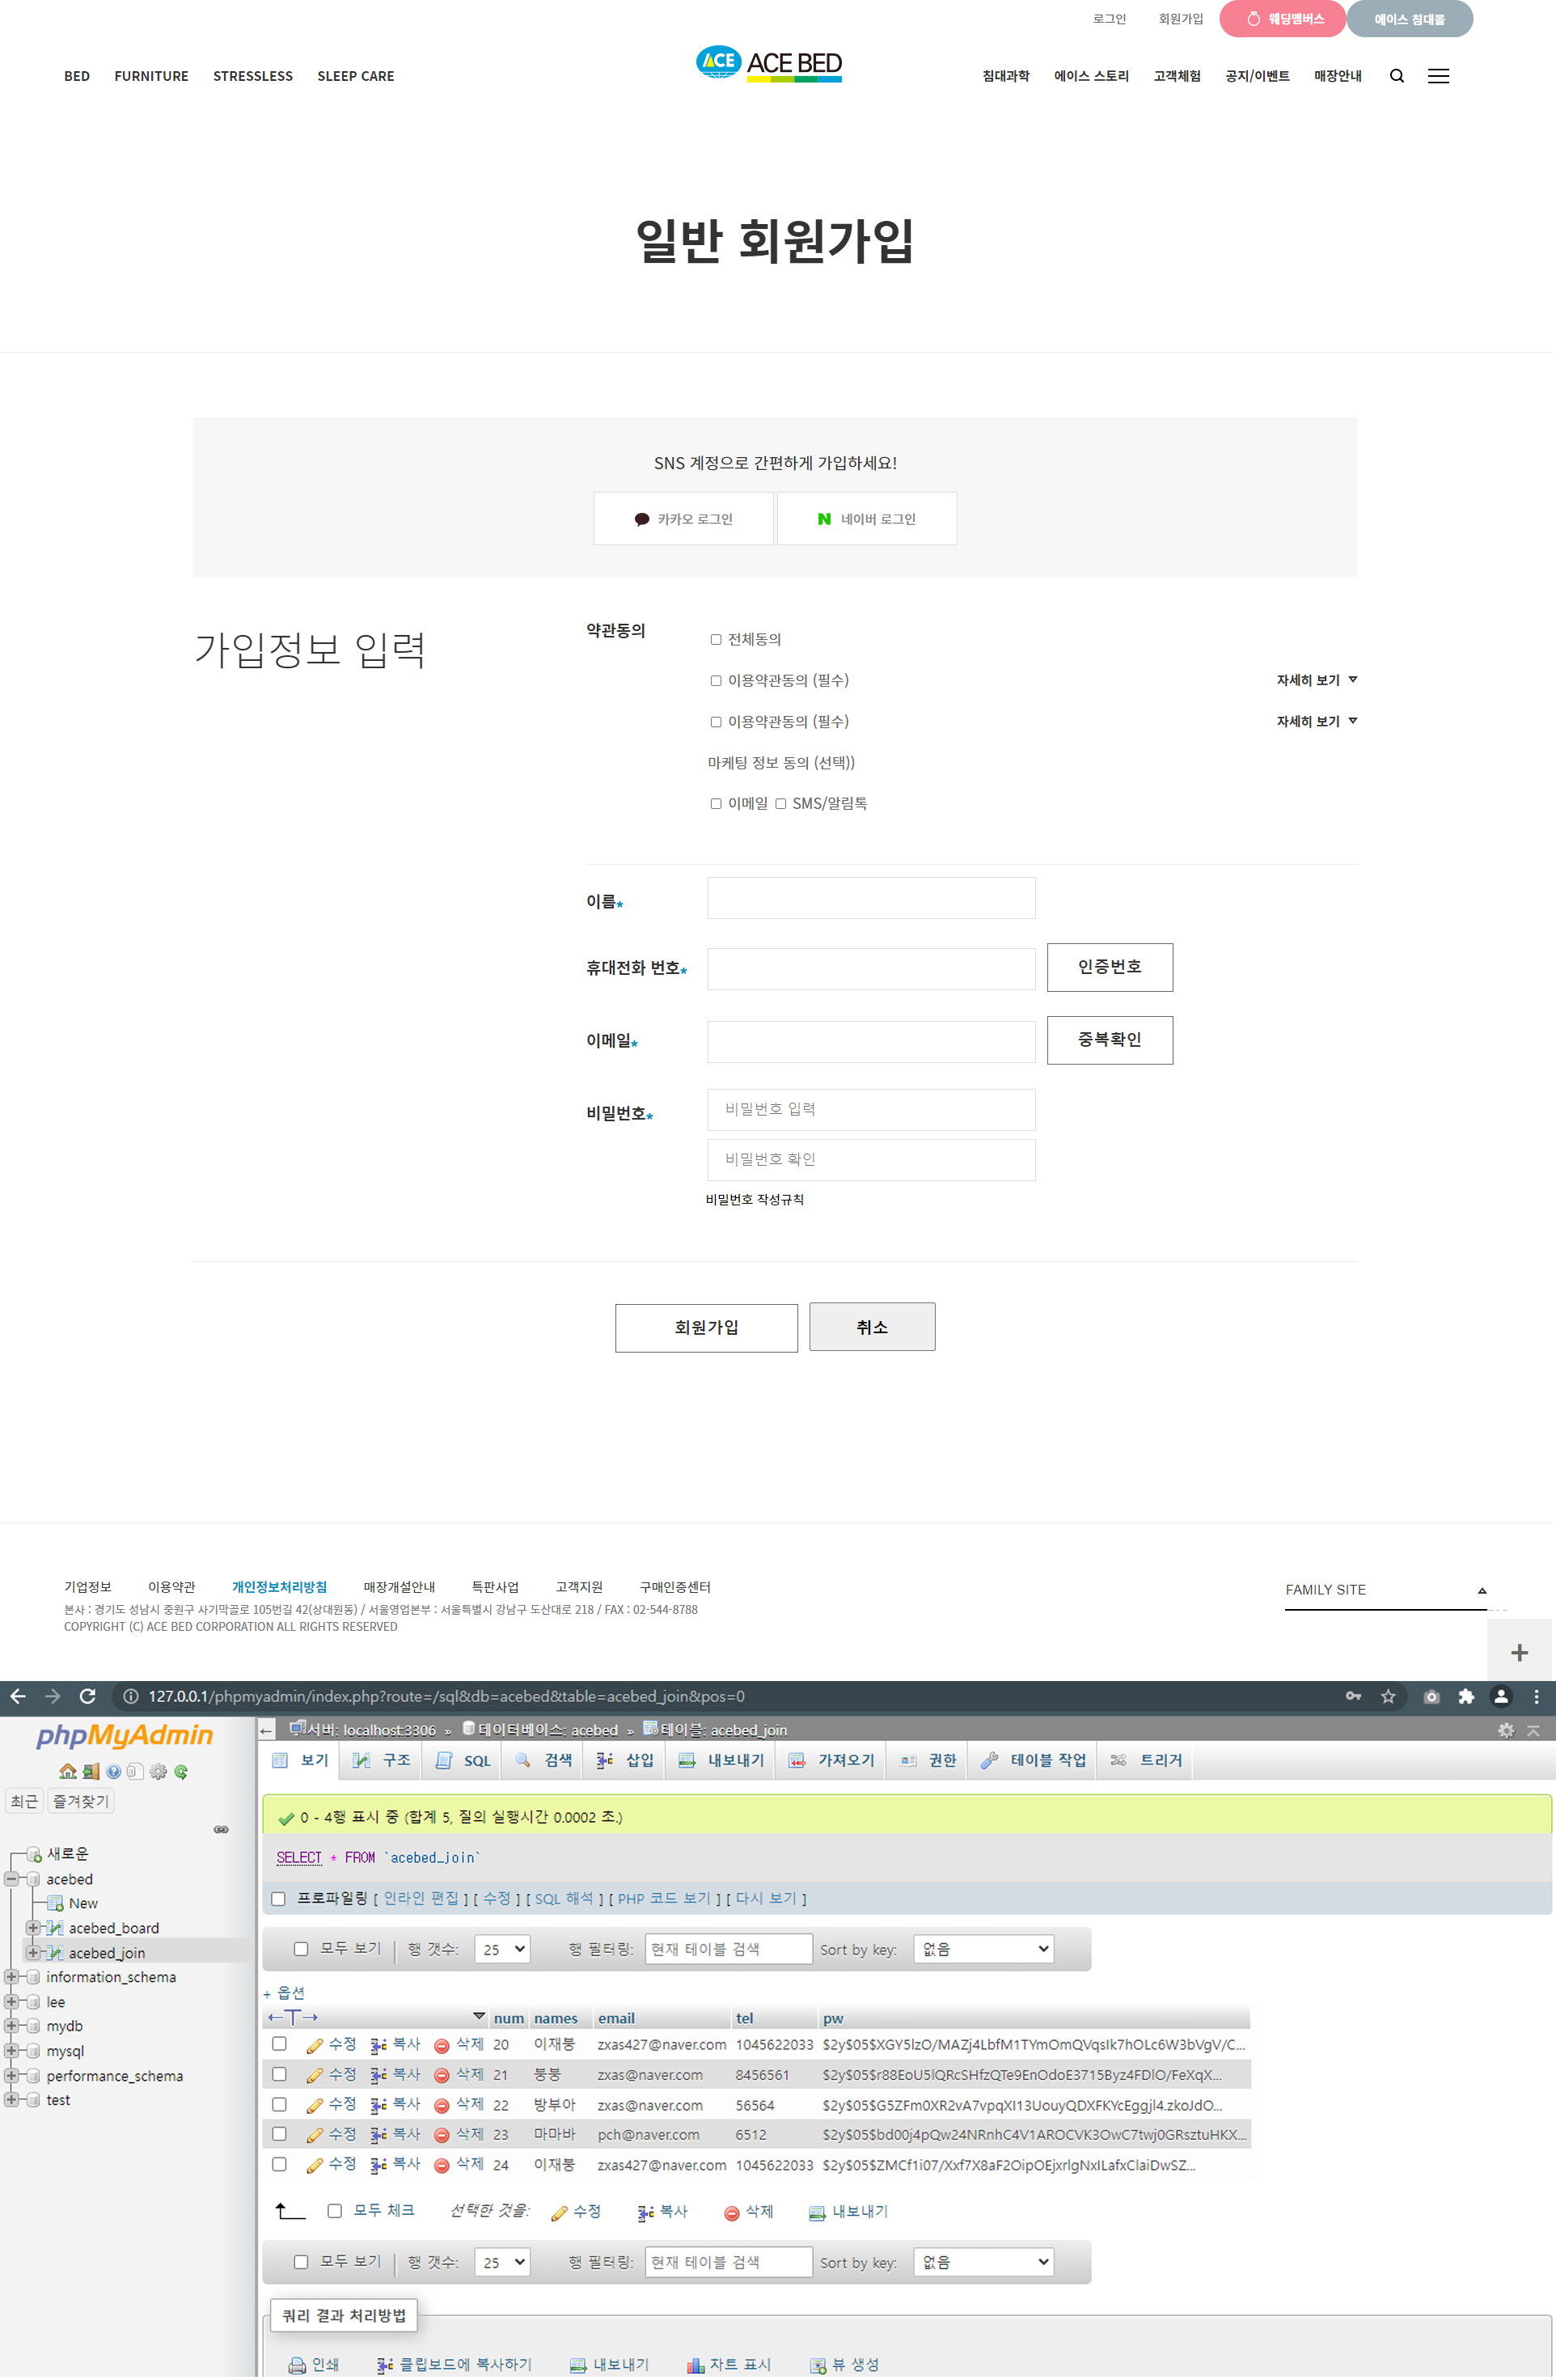 로그인 회원가입 웨딩멤버스 에이스 침대몰
BED FURNITURE STRESSLESS SLEEP CARE ACE ACE BED 침대과학 에이스 스토리 고객체험 공지/이벤트 매장안내
일반 회원가입
SNS 계정으로 간편하게 가입하세요!
카카오 로그인 N 네이버 로그인
가입정보 입력
약관동의
전체동의
이용약관동의 (필수) 자세히 보기
이용약관동의 (필수) 자세히 보기
마케팅 정보 동의 (선택))
이메일 SMS/알림톡
이름*
휴대전화 번호* 인증번호
이메일* 중복확인
비밀번호* 비밀번호 입력
비밀번호 확인
비밀번호 작성규칙
회원가입 취소
기업정보 이용약관 개인정보처리방침 매장개설안내 특판사업 고객지원 구매인증센터
본사 : 경기도 성남시 중원구 사기막골로 105번길 42(상대원동) / 서울영업본부 : 서울특별시 강남구 도산대로 218 / FAX : 02-544-8788
COPYRIGHT (C) ACE BED CORPORATION ALL RIGHTS RESERVED
FAMILY SITE
+
127.0.0.1/phpmyadmin/index.php?route=/sql&db=acebed&table=acebed_join&pos=0
phpMyAdmin
최근 즐겨찾기
새로운
acebed
New
acebed_board
acebed_join
information_schema
lee
mydb
mysql
performance_schema
test
서버: localhost:3306 » 데이터베이스: acebed » 테이블: acebed_join
보기 구조 SQL 검색 삽입 내보내기 가져오기 권한 테이블 작업 트리거
0 - 4행 표시 중 (합계 5, 질의 실행시간 0.0002 초.)
SELECT * FROM `acebed_join`
프로파일링 [ 인라인 편집 ] [ 수정 ] [ SQL 해석 ] [ PHP 코드 보기 ] [ 다시 보기 ]
모두 보기 행 갯수: 25 행 필터링: 현재 테이블 검색 Sort by key: 없음
+ 옵션
←T→ num names email tel pw
수정 복사 삭제 20 이재붕 zxas427@naver.com 1045622033 $2y$05$XGY5lzO/MAZj4LbfM1TYmOmQVqsIk7hOLc6W3bVgV/C...
수정 복사 삭제 21 붕붕 zxas@naver.com 8456561 $2y$05$r88EoU5lQRcSHfzQTe9EnOdoE3715Byz4FDlO/FeXqX...
수정 복사 삭제 22 방부아 zxas@naver.com 56564 $2y$05$G5ZFm0XR2vA7vpqXI13UouyQDXFKYcEggjl4.zkoJdO...
수정 복사 삭제 23 마마바 pch@naver.com 6512 $2y$05$bd00j4pQw24NRnhC4V1AROCVK3OwC7twj0GRsztuHKX...
수정 복사 삭제 24 이재붕 zxas427@naver.com 1045622033 $2y$05$ZMCf1i07/Xxf7X8aF2OipOEjxrlgNxILafxClaiDwSZ...
모두 체크 선택한 것을: 수정 복사 삭제 내보내기
모두 보기 행 갯수: 25 행 필터링: 현재 테이블 검색 Sort by key: 없음
쿼리 결과 처리방법
인쇄 클립보드에 복사하기 내보내기 차트 표시 뷰 생성